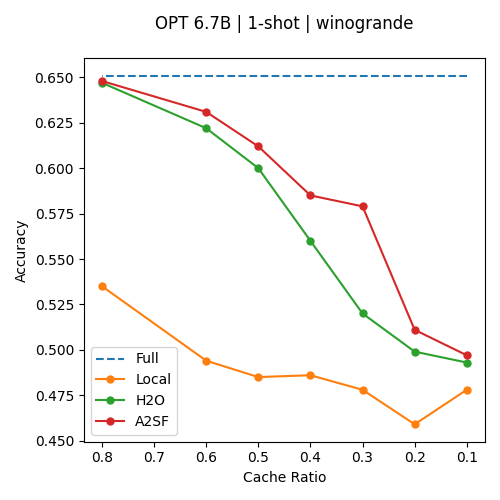 OPT 6.7B | 1-shot | winogrande
0.650
0.625
0.600
0.575
0.550
0.525
0.500
0.475
0.450
Accuracy
Full
Local
H2O
A2SF
0.8 0.7 0.6 0.5 0.4 0.3 0.2 0.1
Cache Ratio